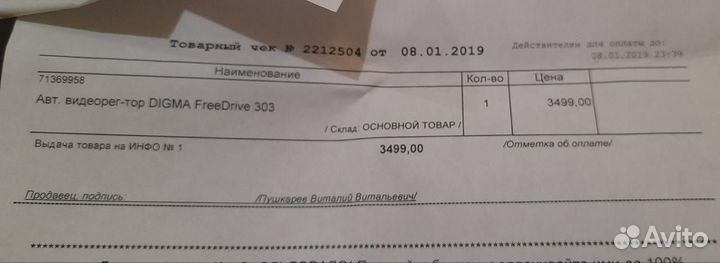 Товарный чек № 2212504 от 08.01.2019
Действителен для оплаты до:
08.01.2019 23:39
Наименование Кол-во Цена
71369958
Авт. видеорег-тор DIGMA FreeDrive 303 1 3499,00
/ Склад: ОСНОВНОЙ ТОВАР /
Выдача товара на ИНФО № 1 3499,00 /Отметка об оплате/
Продавец, подпись: /Пушкарев Виталий Витальевич/
********************************
Avito